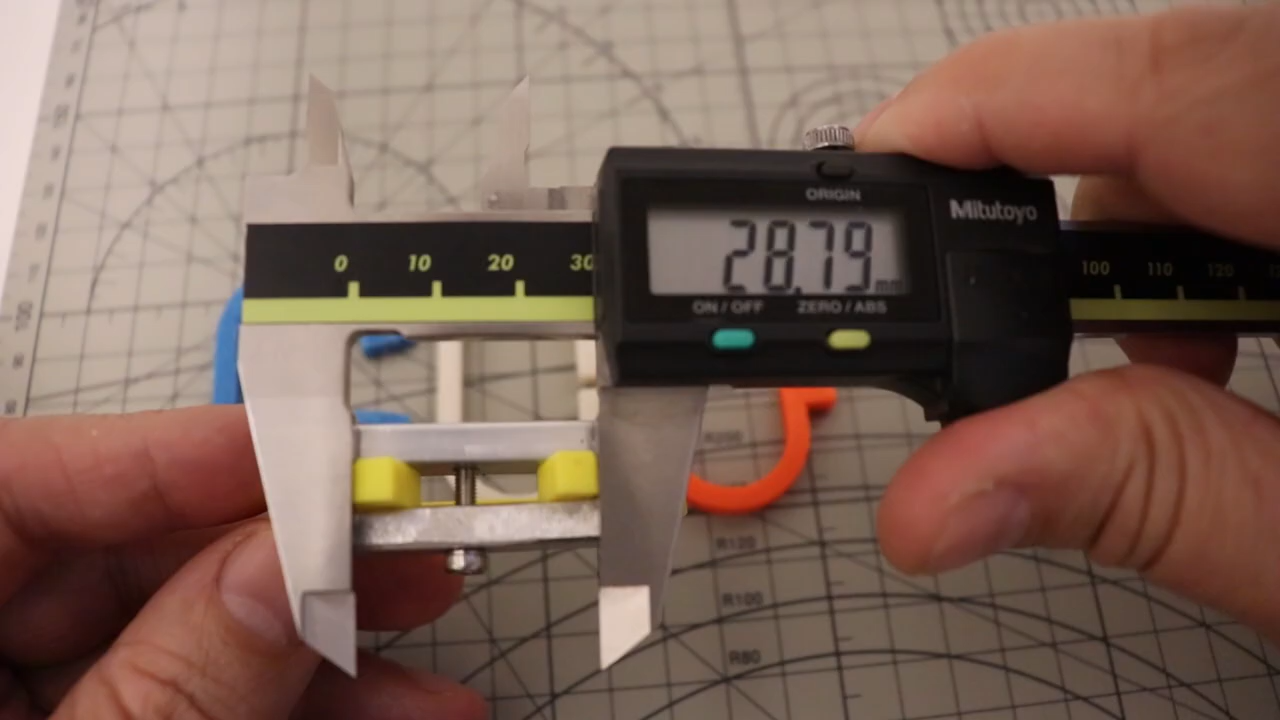 ORIGIN
Mitutoyo
28.79 mm
0 10 20 30
100 110 120
ON / OFF ZERO / ABS
R120
R100
R80